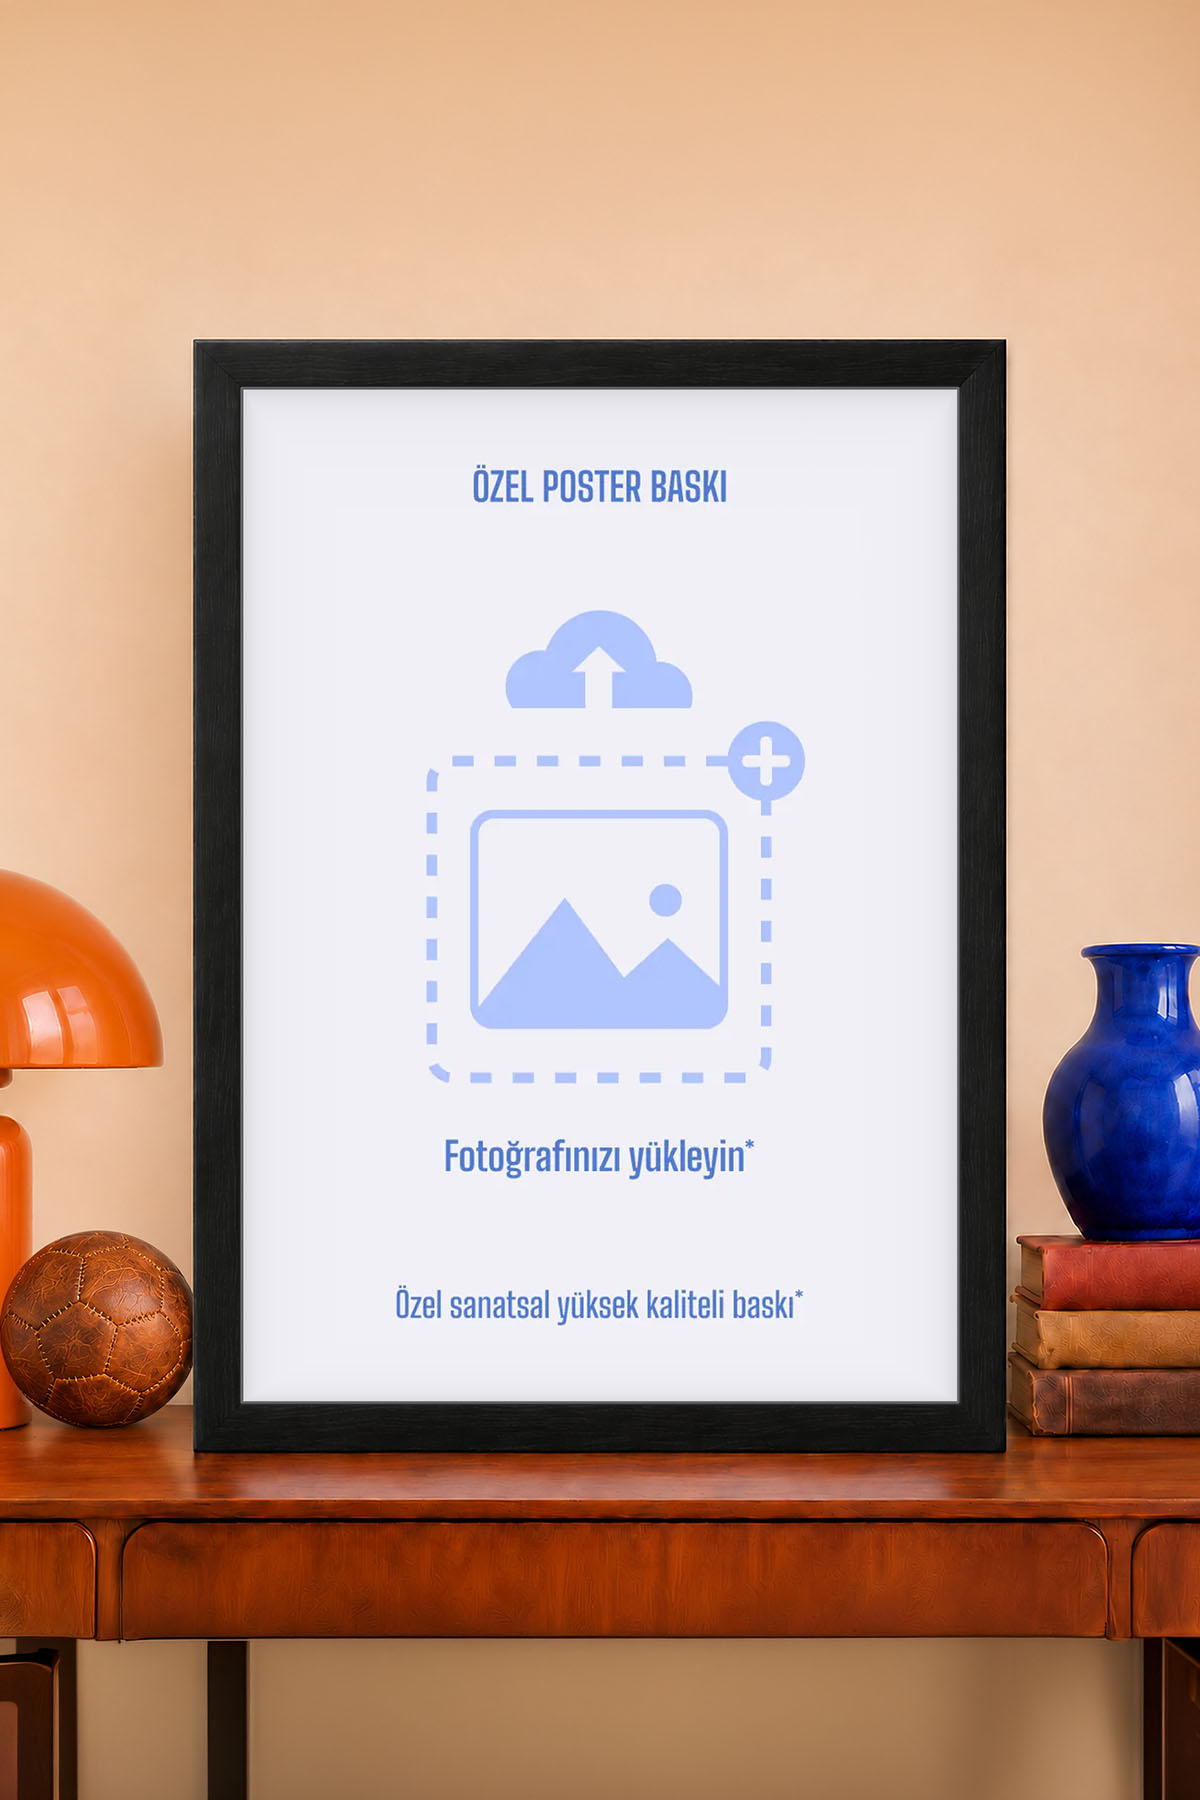 ÖZEL POSTER BASKI
Fotoğrafınızı yükleyin*
Özel sanatsal yüksek kaliteli baskı*